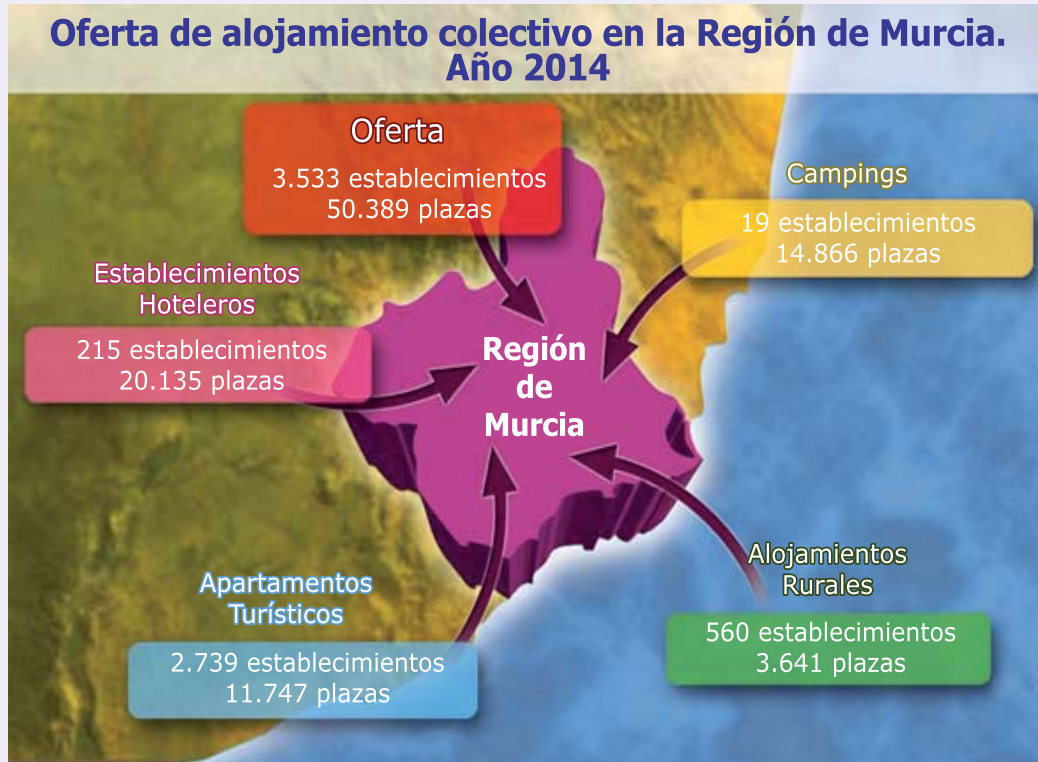 Oferta de alojamiento colectivo en la Región de Murcia.
Año 2014
Oferta
3.533 establecimientos
50.389 plazas
Campings
19 establecimientos
14.866 plazas
Establecimientos
Hoteleros
215 establecimientos
20.135 plazas
Región
de
Murcia
Alojamientos
Rurales
560 establecimientos
3.641 plazas
Apartamentos
Turísticos
2.739 establecimientos
11.747 plazas